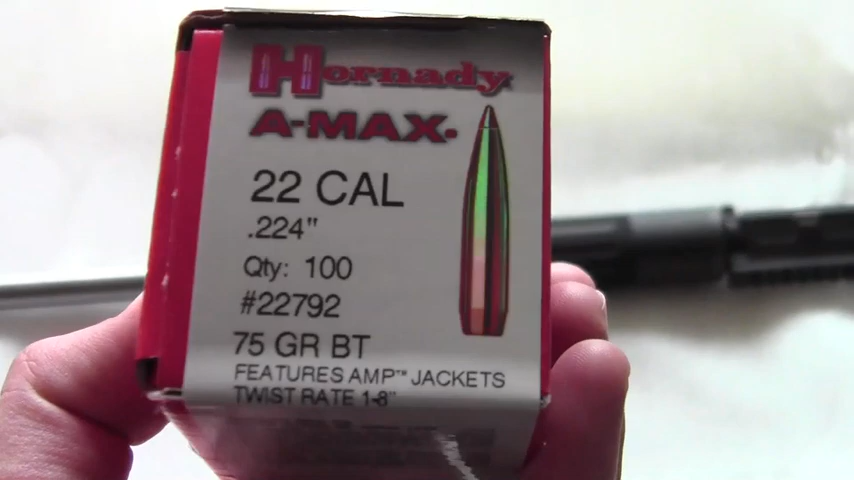 Hornady
A-MAX.
22 CAL
.224"
Qty: 100
#22792
75 GR BT
FEATURES AMP™ JACKETS
TWIST RATE 1-8"